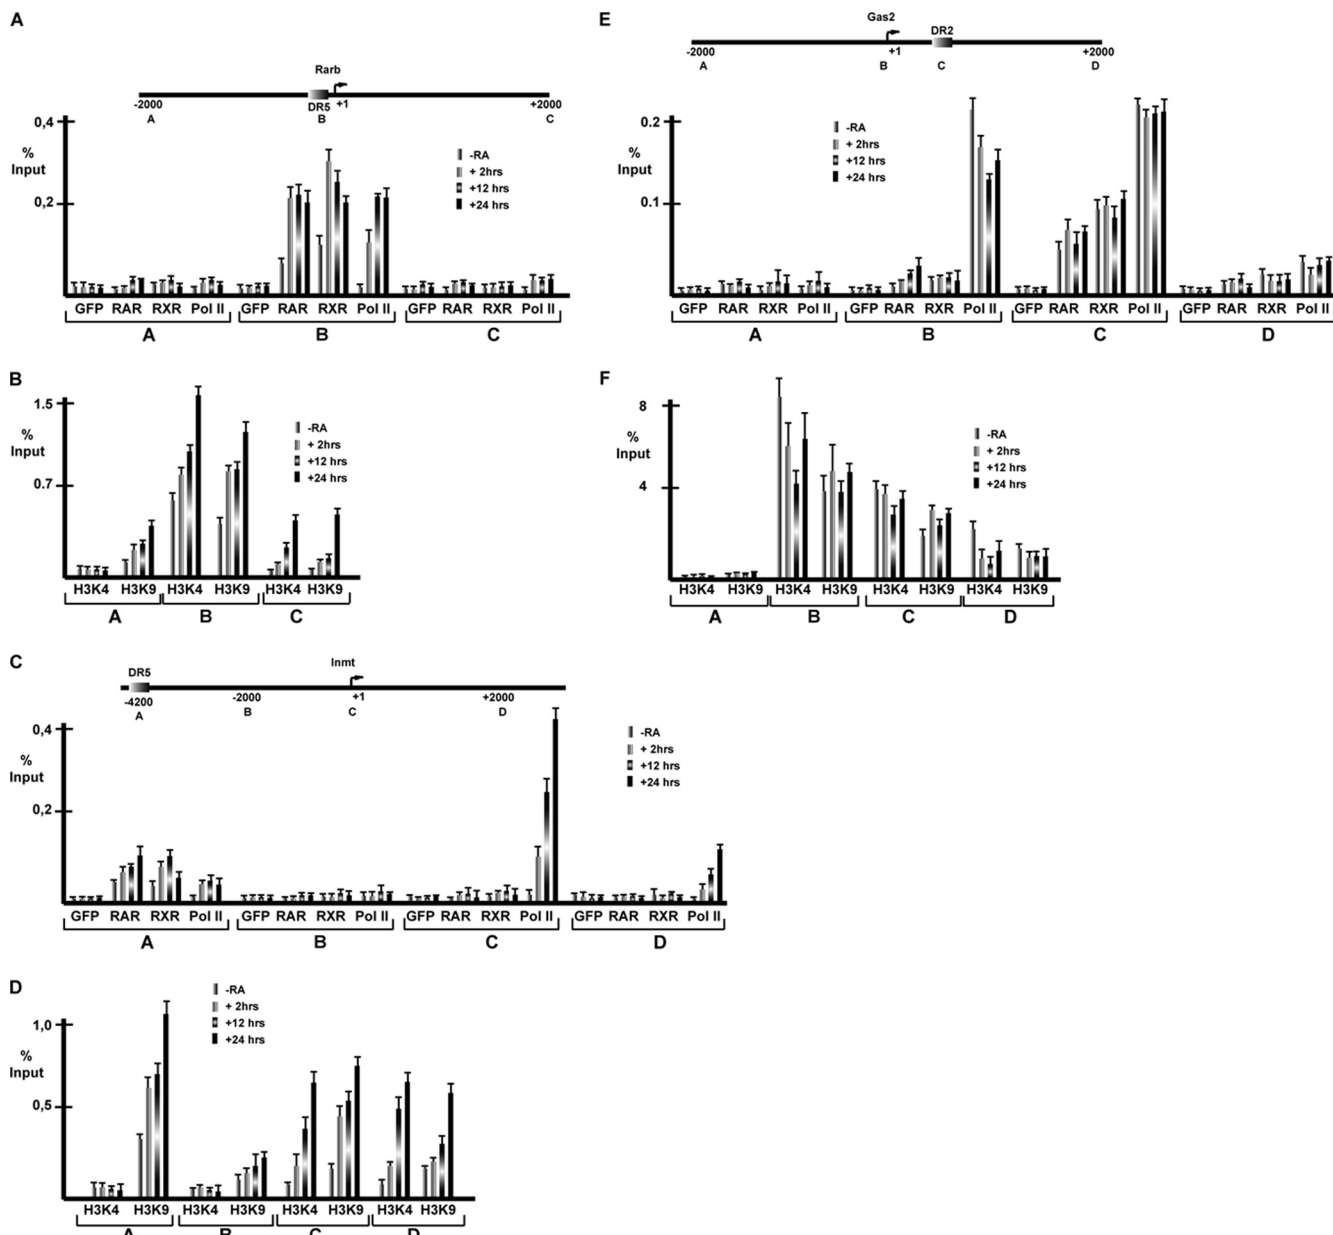 A
Rarb
-2000
DR5
+1
+2000
A
B
C
0,4
%
Input
0,2
-RA
+ 2hrs
+12 hrs
+24 hrs
GFP RAR RXR Pol II GFP RAR RXR Pol II GFP RAR RXR Pol II
A B C
B
1.5
%
Input
0.7
-RA
+ 2hrs
+12 hrs
+24 hrs
H3K4 H3K9 H3K4 H3K9 H3K4 H3K9
A B C
C
DR5
Inmt
-4200 -2000 +1 +2000
A B C D
0,4
%
Input
0,2
-RA
+ 2hrs
+12 hrs
+24 hrs
GFP RAR RXR Pol II GFP RAR RXR Pol II GFP RAR RXR Pol II GFP RAR RXR Pol II
A B C D
D
1,0
%
Input
0,5
-RA
+ 2hrs
+12 hrs
+24 hrs
H3K4 H3K9 H3K4 H3K9 H3K4 H3K9 H3K4 H3K9
A B C D
E
Gas2
DR2
-2000 +1 +2000
A B C D
0.2
%
Input
0.1
-RA
+ 2hrs
+12 hrs
+24 hrs
GFP RAR RXR Pol II GFP RAR RXR Pol II GFP RAR RXR Pol II GFP RAR RXR Pol II
A B C D
F
8
%
Input
4
-RA
+ 2hrs
+12 hrs
+24 hrs
H3K4 H3K9 H3K4 H3K9 H3K4 H3K9 H3K4 H3K9
A B C D